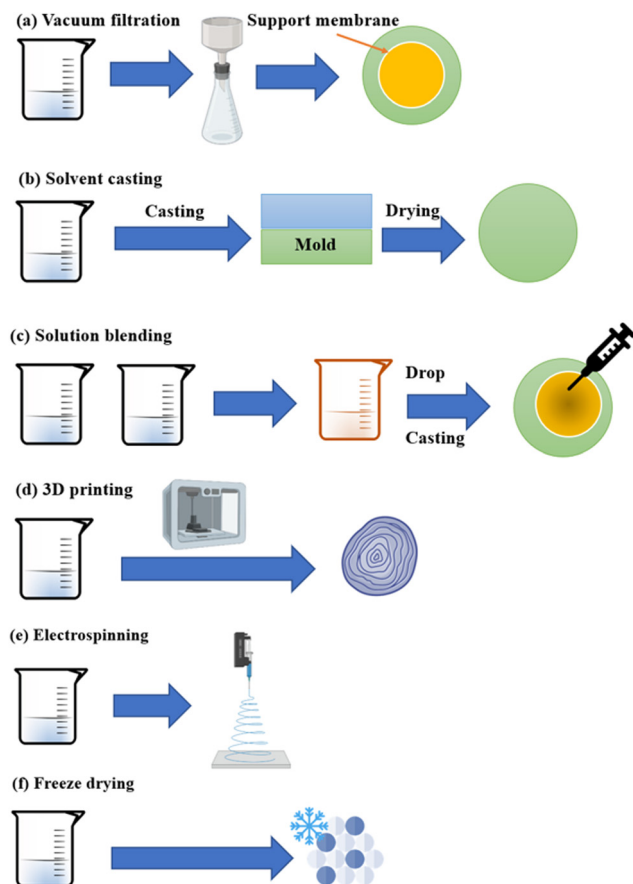 (a) Vacuum filtration
Support membrane
(b) Solvent casting
Casting
Mold
Drying
(c) Solution blending
Drop
Casting
(d) 3D printing
(e) Electrospinning
(f) Freeze drying